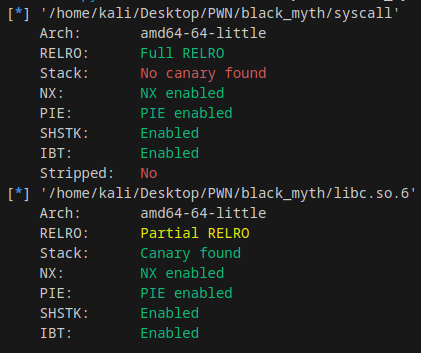 [*] '/home/kali/Desktop/PWN/black_myth/syscall'
Arch: amd64-64-little
RELRO: Full RELRO
Stack: No canary found
NX: NX enabled
PIE: PIE enabled
SHSTK: Enabled
IBT: Enabled
Stripped: No
[*] '/home/kali/Desktop/PWN/black_myth/libc.so.6'
Arch: amd64-64-little
RELRO: Partial RELRO
Stack: Canary found
NX: NX enabled
PIE: PIE enabled
SHSTK: Enabled
IBT: Enabled